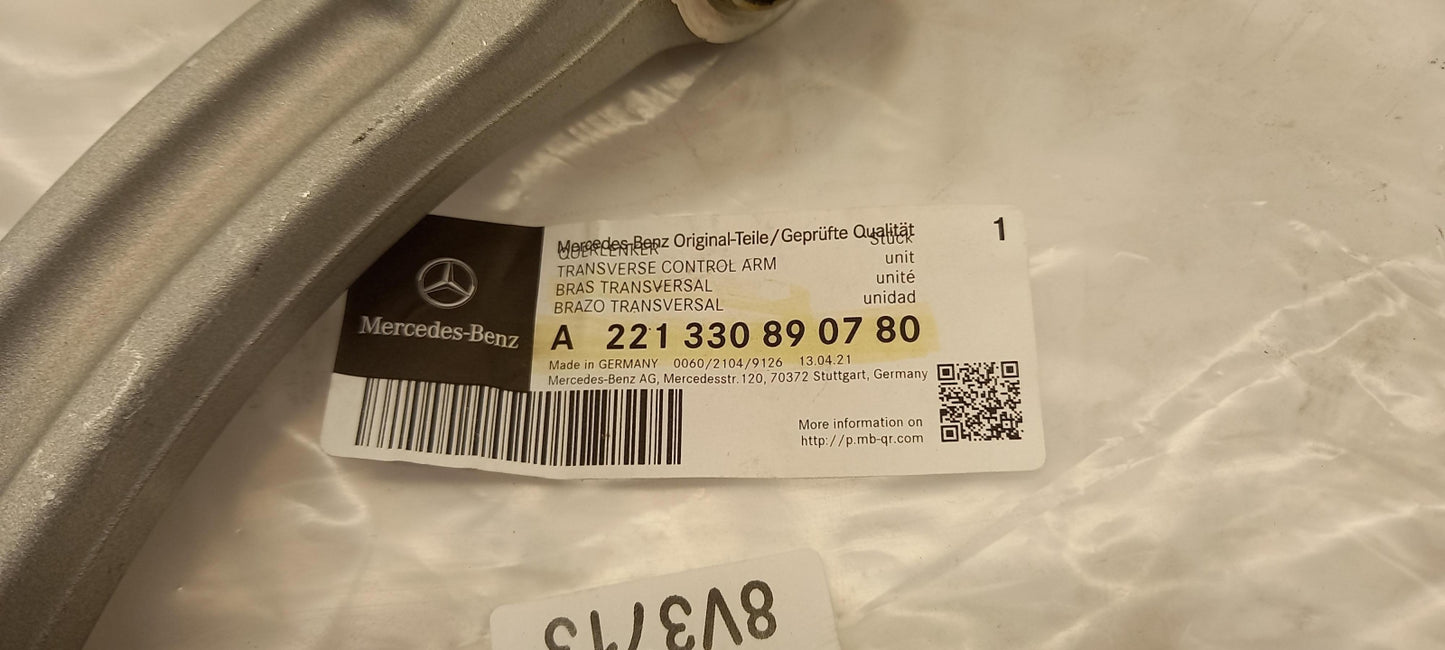 Mercedes-Benz Original-Teile/Geprüfte Qualität
1
QUERLENKER Stück
TRANSVERSE CONTROL ARM unit
BRAS TRANSVERSAL unité
BRAZO TRANSVERSAL unidad
Mercedes-Benz
A 221 330 89 07 80
Made in GERMANY 0060/2104/9126 13.04.21
Mercedes-Benz AG, Mercedesstr. 120, 70372 Stuttgart, Germany
More information on
http://p.mb-qr.com